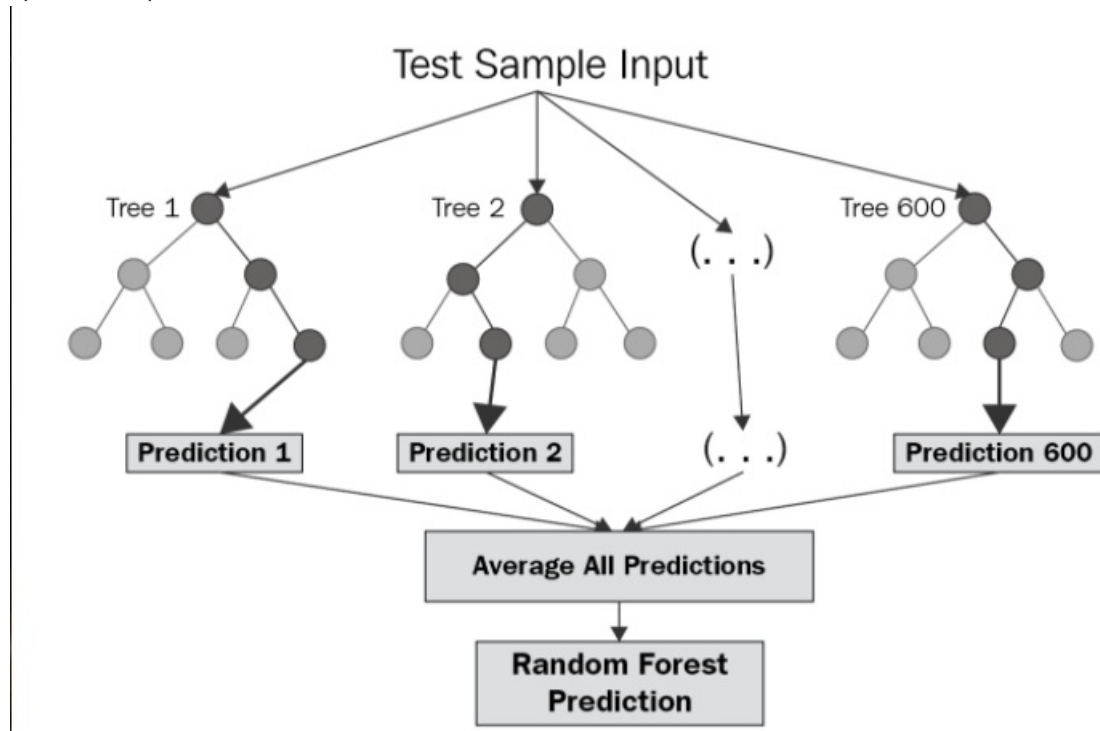 Test Sample Input
Tree 1
Tree 2
Tree 600
(. . .)
Prediction 1
Prediction 2
(. . .)
Prediction 600
Average All Predictions
Random Forest
Prediction